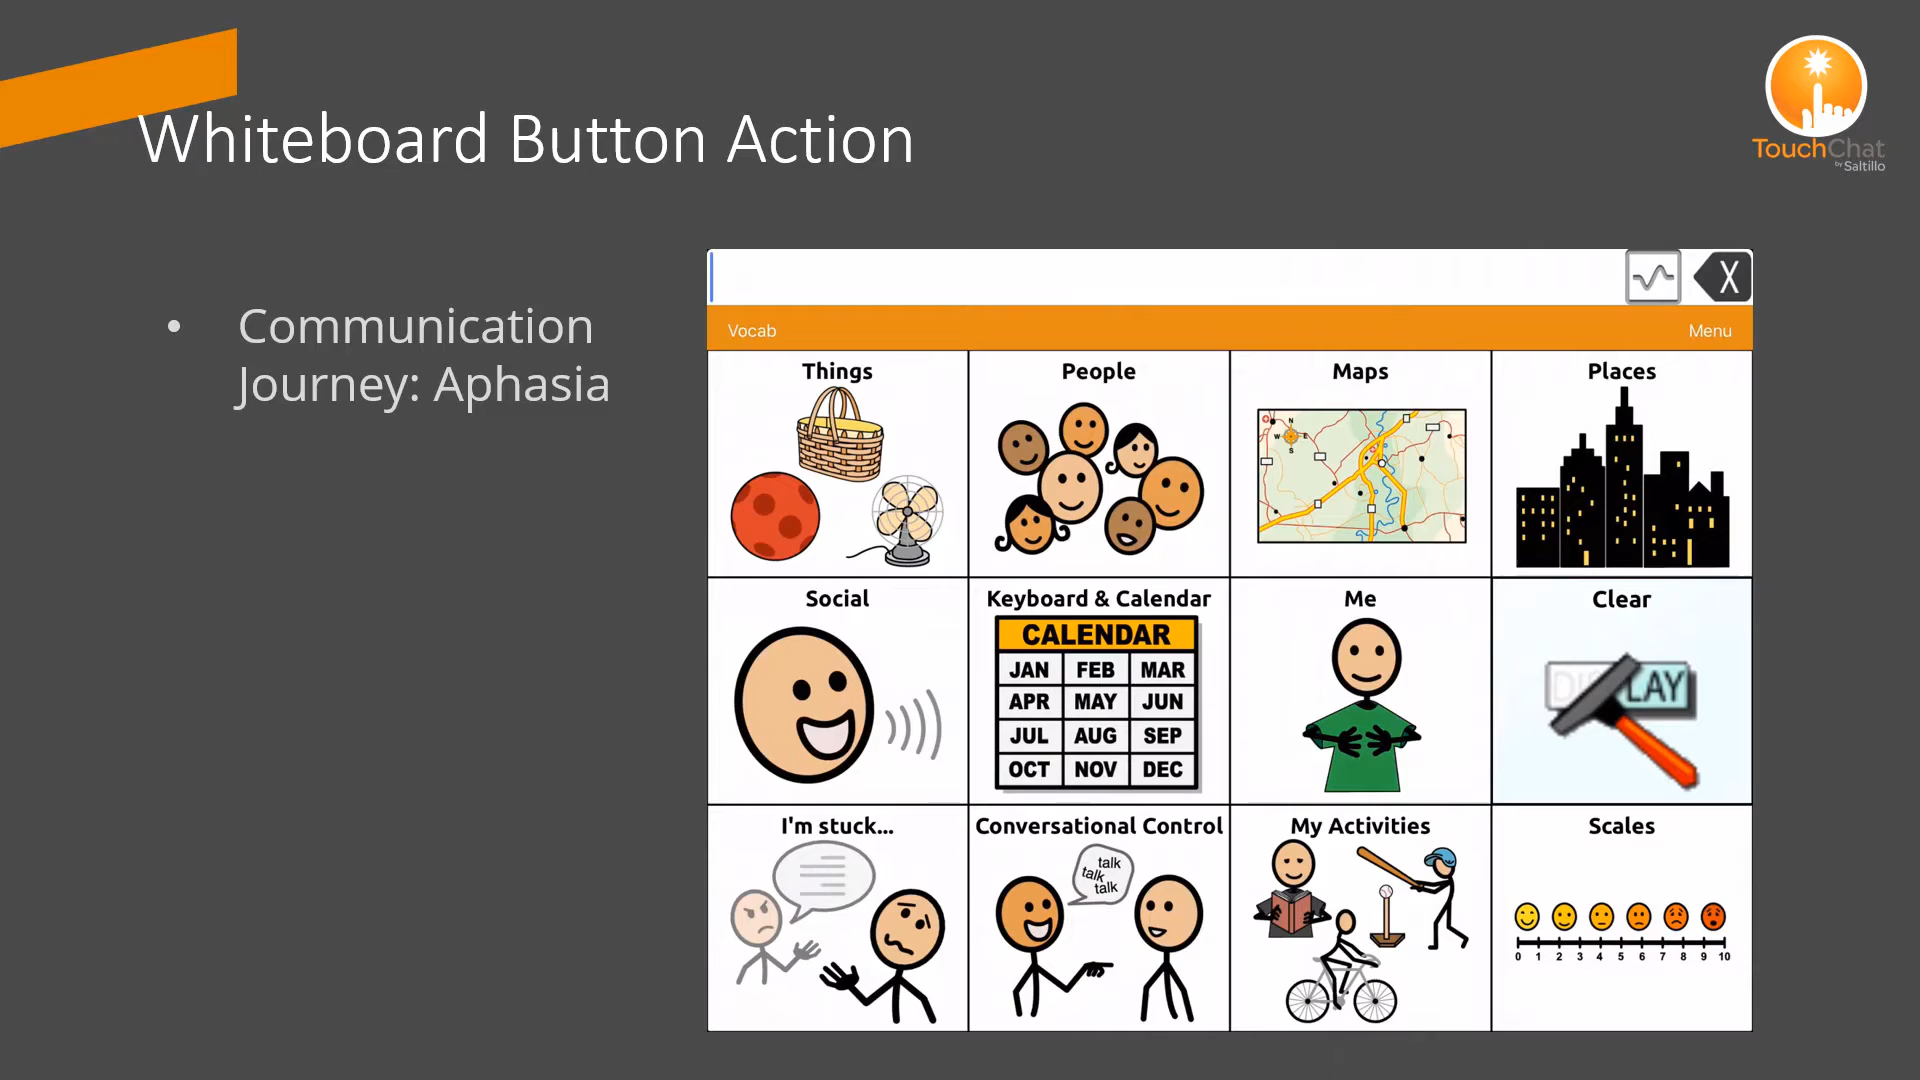 Whiteboard Button Action
TouchChat
by Saltillo
• Communication
Journey: Aphasia
X
Vocab
Menu
Things
People
Maps
Places
N
W E
S
Social
Keyboard & Calendar
Me
Clear
CALENDAR
JAN FEB MAR
APR MAY JUN
JUL AUG SEP
OCT NOV DEC
DI LAY
I'm stuck...
Conversational Control
My Activities
Scales
talk
talk
talk
0 1 2 3 4 5 6 7 8 9 10